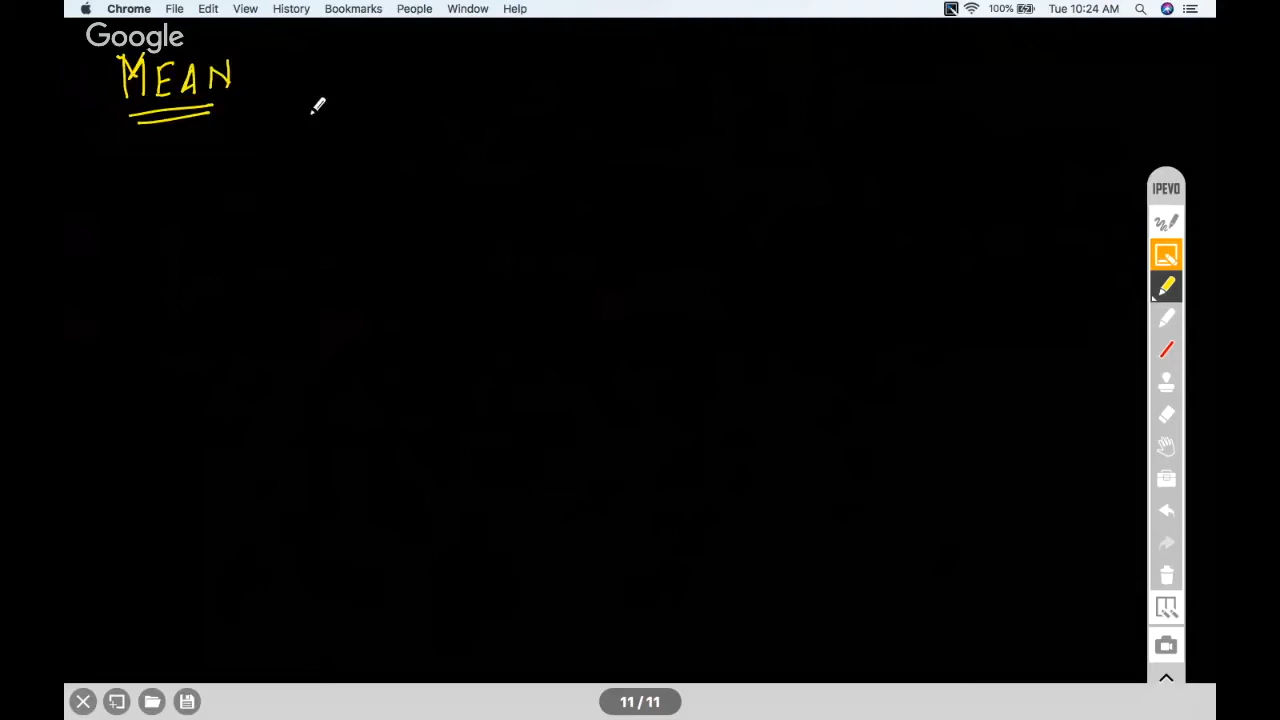 Chrome File Edit View History Bookmarks People Window Help 100% Tue 10:24 AM
Google
MEAN
IPEVO
11 / 11